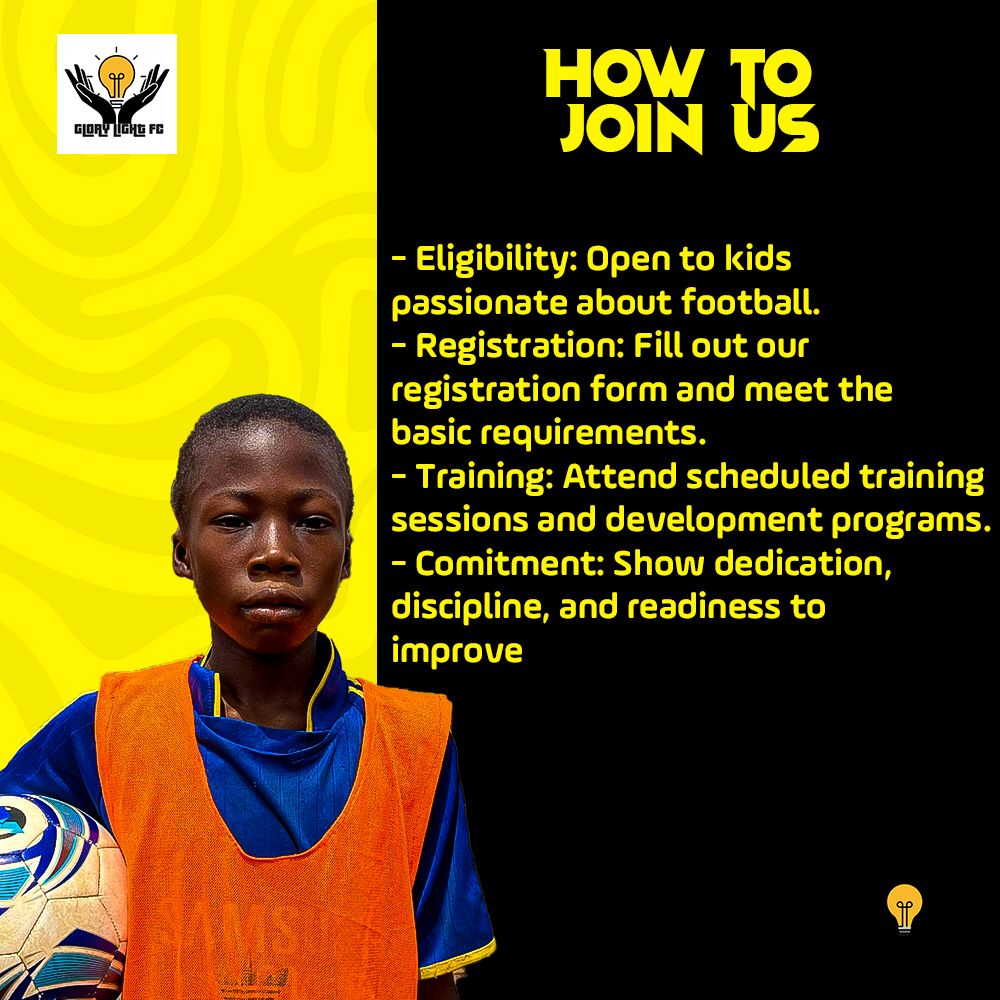 GLORY LIGHT FC
HOW TO
JOIN US
- Eligibility: Open to kids
passionate about football.
- Registration: Fill out our
registration form and meet the
basic requirements.
- Training: Attend scheduled training
sessions and development programs.
- Comitment: Show dedication,
discipline, and readiness to
improve